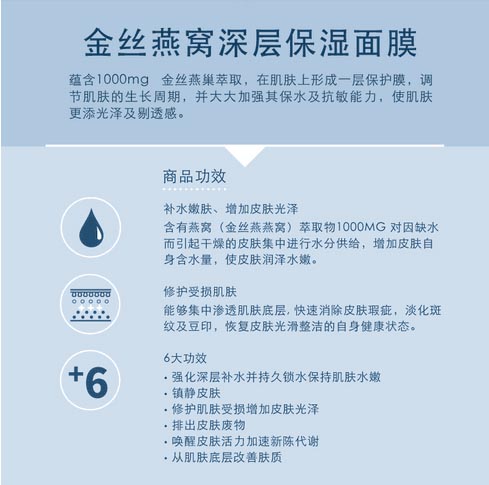 金丝燕窝深层保湿面膜
蕴含1000mg 金丝燕巢萃取，在肌肤上形成一层保护膜，调
节肌肤的生长周期，并大大加强其保水及抗敏能力，使肌肤
更添光泽及剔透感。
商品功效
补水嫩肤、增加皮肤光泽
含有燕窝（金丝燕燕窝）萃取物1000MG 对因缺水
而引起干燥的皮肤集中进行水分供给，增加皮肤自
身含水量，使皮肤润泽水嫩。
修护受损肌肤
能够集中渗透肌肤底层，快速消除皮肤瑕疵，淡化斑
纹及豆印，恢复皮肤光滑整洁的自身健康状态。
+6
6大功效
·强化深层补水并持久锁水保持肌肤水嫩
·镇静皮肤
·修护肌肤受损增加皮肤光泽
·排出皮肤废物
·唤醒皮肤活力加速新陈代谢
·从肌肤底层改善肤质